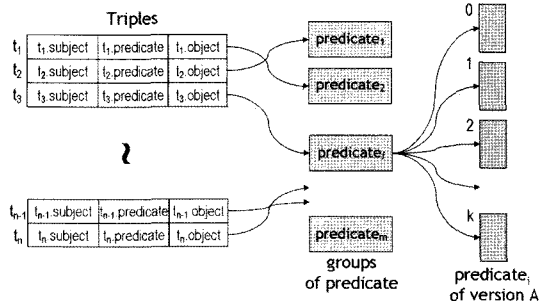 Triples
t1 t1.subject t1.predicate t1.object
t2 t2.subject t2.predicate t2.object
t3 t3.subject t3.predicate t3.object
~
tn-1 tn-1.subject tn-1.predicate tn-1 object
tn tn subject tn.predicate tn.object
predicate1
predicate2
predicatei
predicatem
groups
of predicate
0
1
2
k
predicatei
of version A